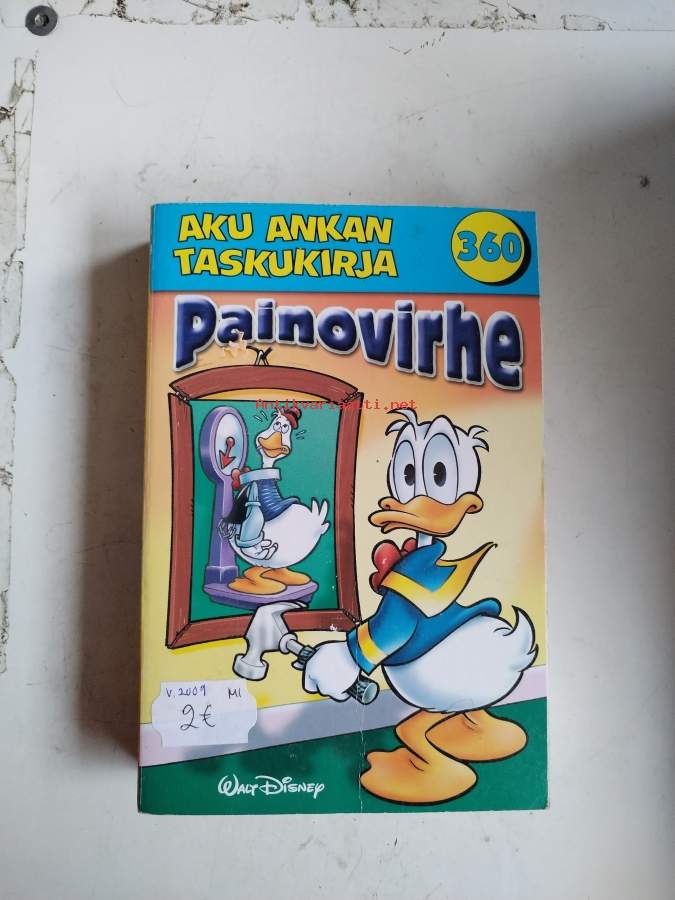 AKU ANKAN
TASKUKIRJA
360
Painovirhe
Antikvariaatti.net
V. 2009 MI
2€
WALT DISNEY